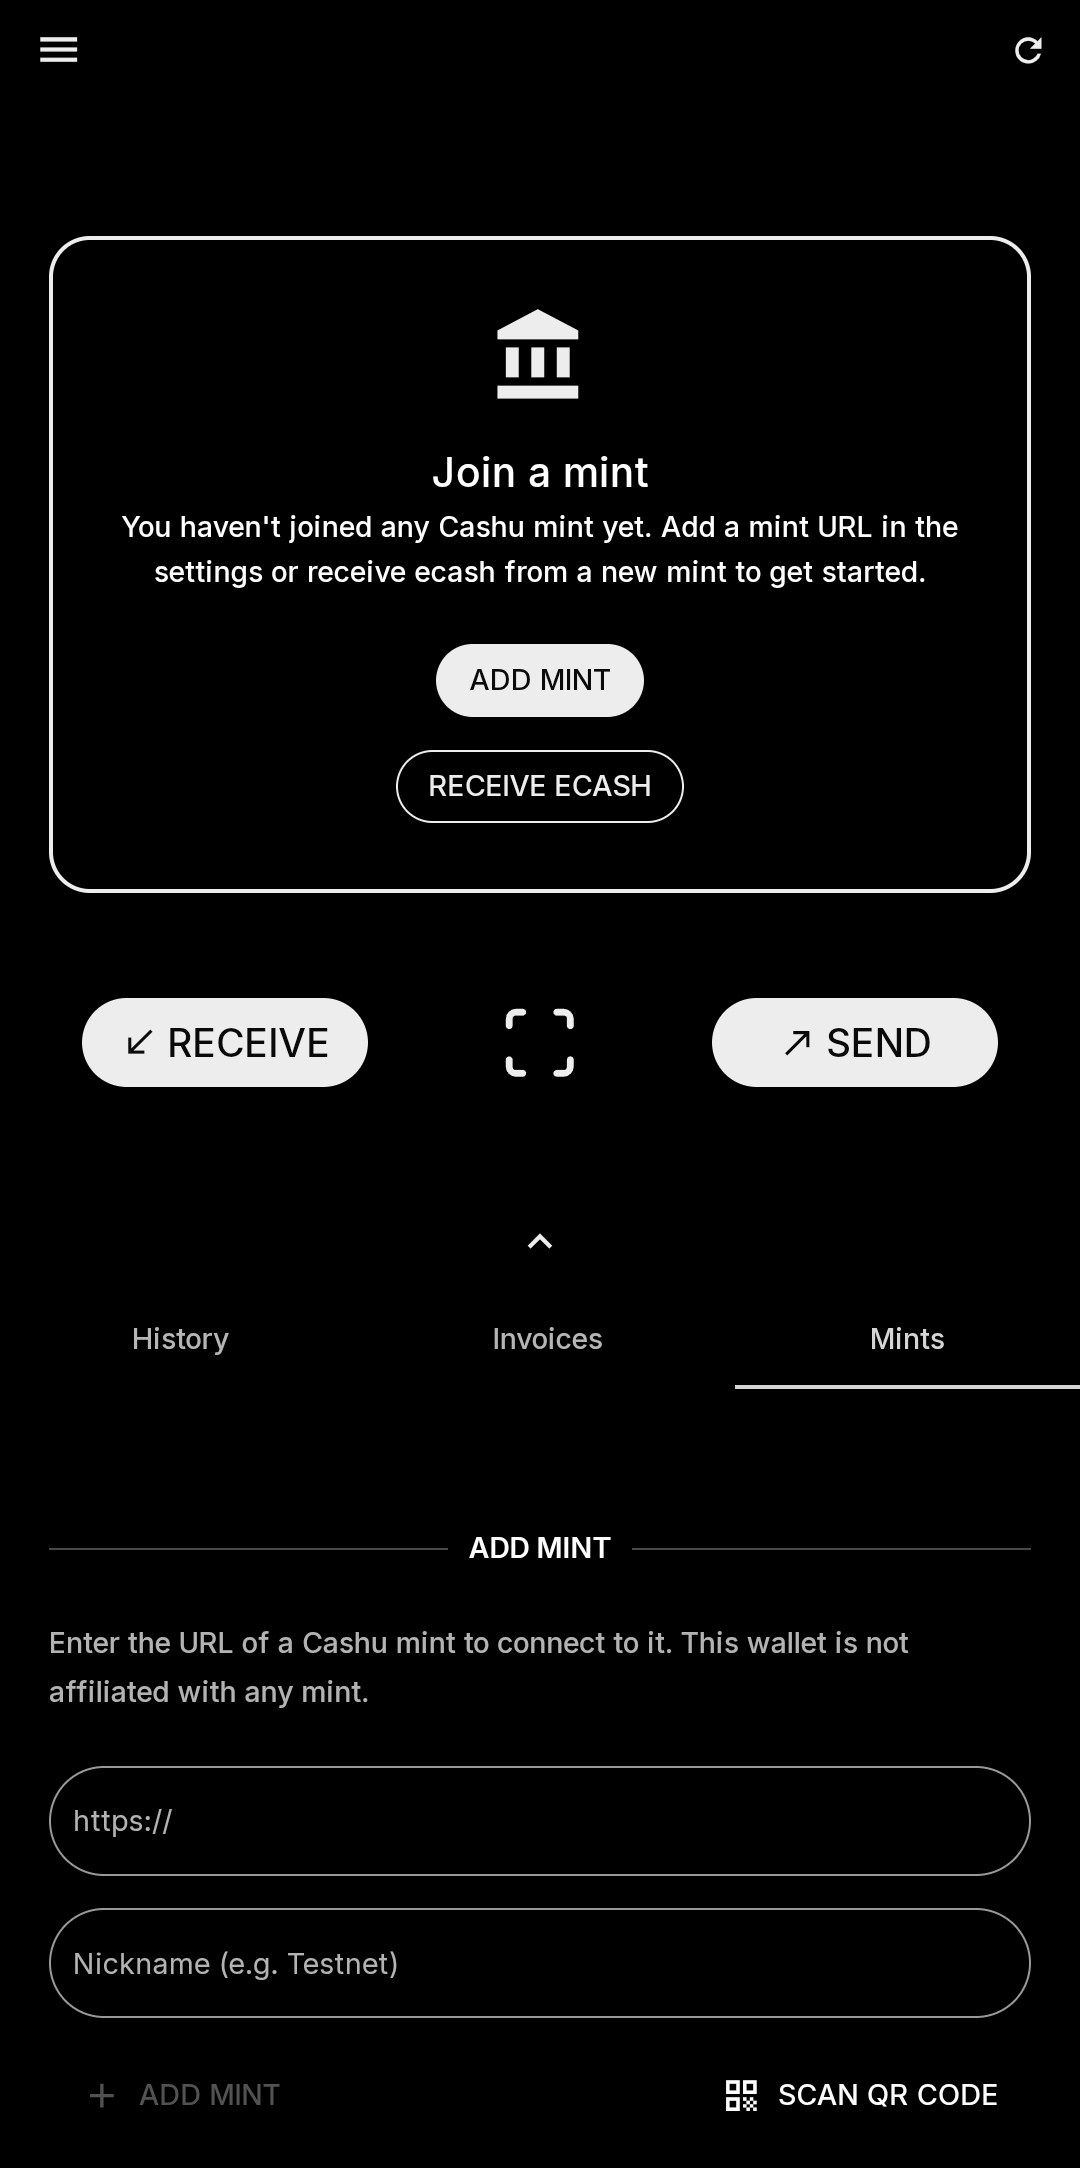 Join a mint
You haven't joined any Cashu mint yet. Add a mint URL in the
settings or receive ecash from a new mint to get started.
ADD MINT
RECEIVE ECASH
RECEIVE
SEND
History
Invoices
Mints
ADD MINT
Enter the URL of a Cashu mint to connect to it. This wallet is not
affiliated with any mint.
https://
Nickname (e.g. Testnet)
ADD MINT
SCAN QR CODE